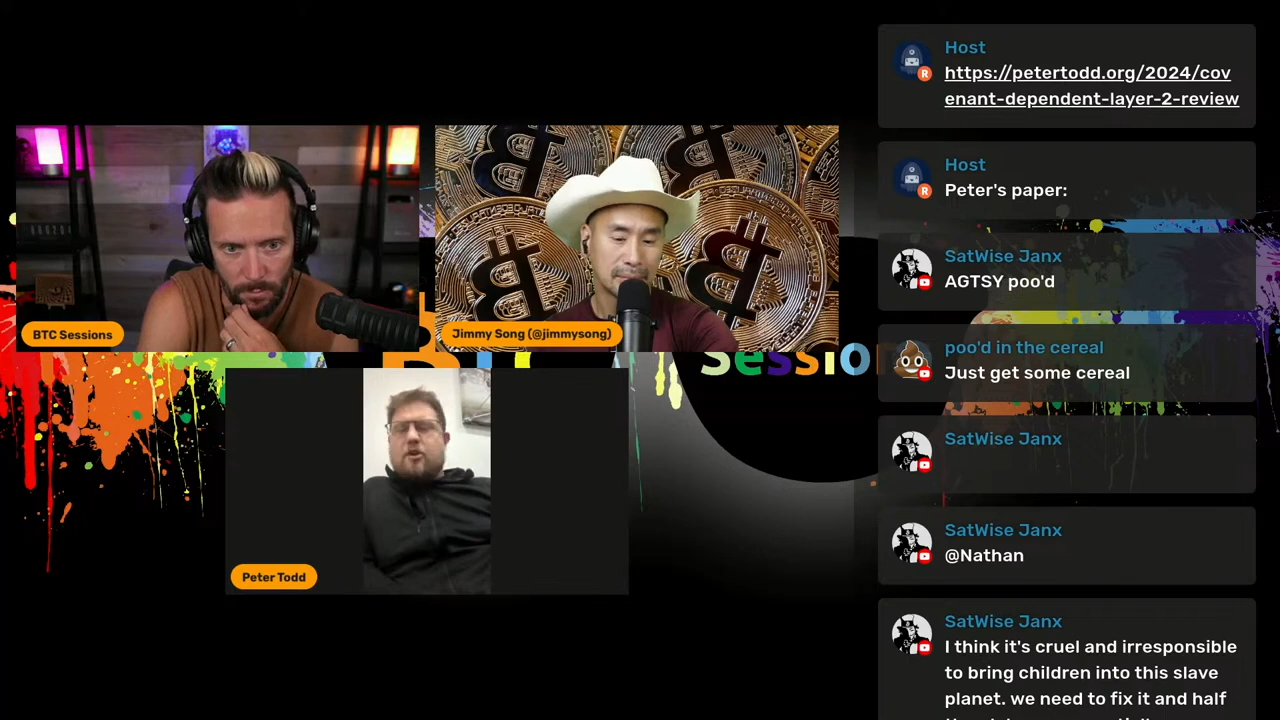 BTC Sessions
Jimmy Song (@jimmysong)
Session
Peter Todd
Host
https://petertodd.org/2024/cov
enant-dependent-layer-2-review
Host
Peter's paper:
SatWise Janx
AGTSY poo'd
poo'd in the cereal
Just get some cereal
SatWise Janx
SatWise Janx
@Nathan
SatWise Janx
I think it's cruel and irresponsible
to bring children into this slave
planet. we need to fix it and half